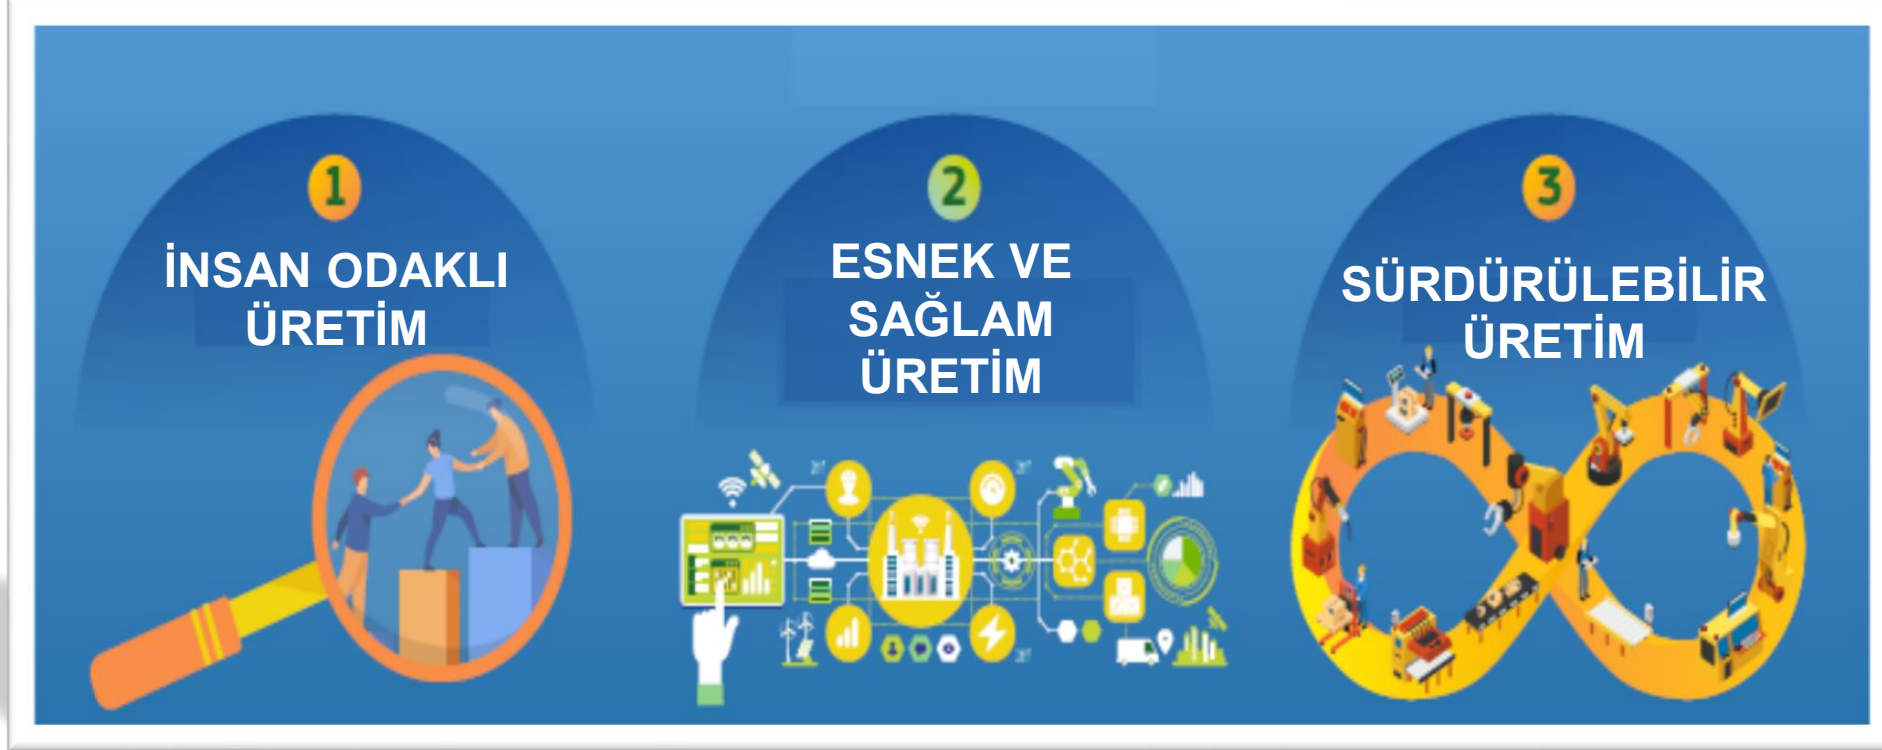 1
İNSAN ODAKLI
ÜRETİM
2
ESNEK VE
SAĞLAM
ÜRETİM
3
SÜRDÜRÜLEBİLİR
ÜRETİM